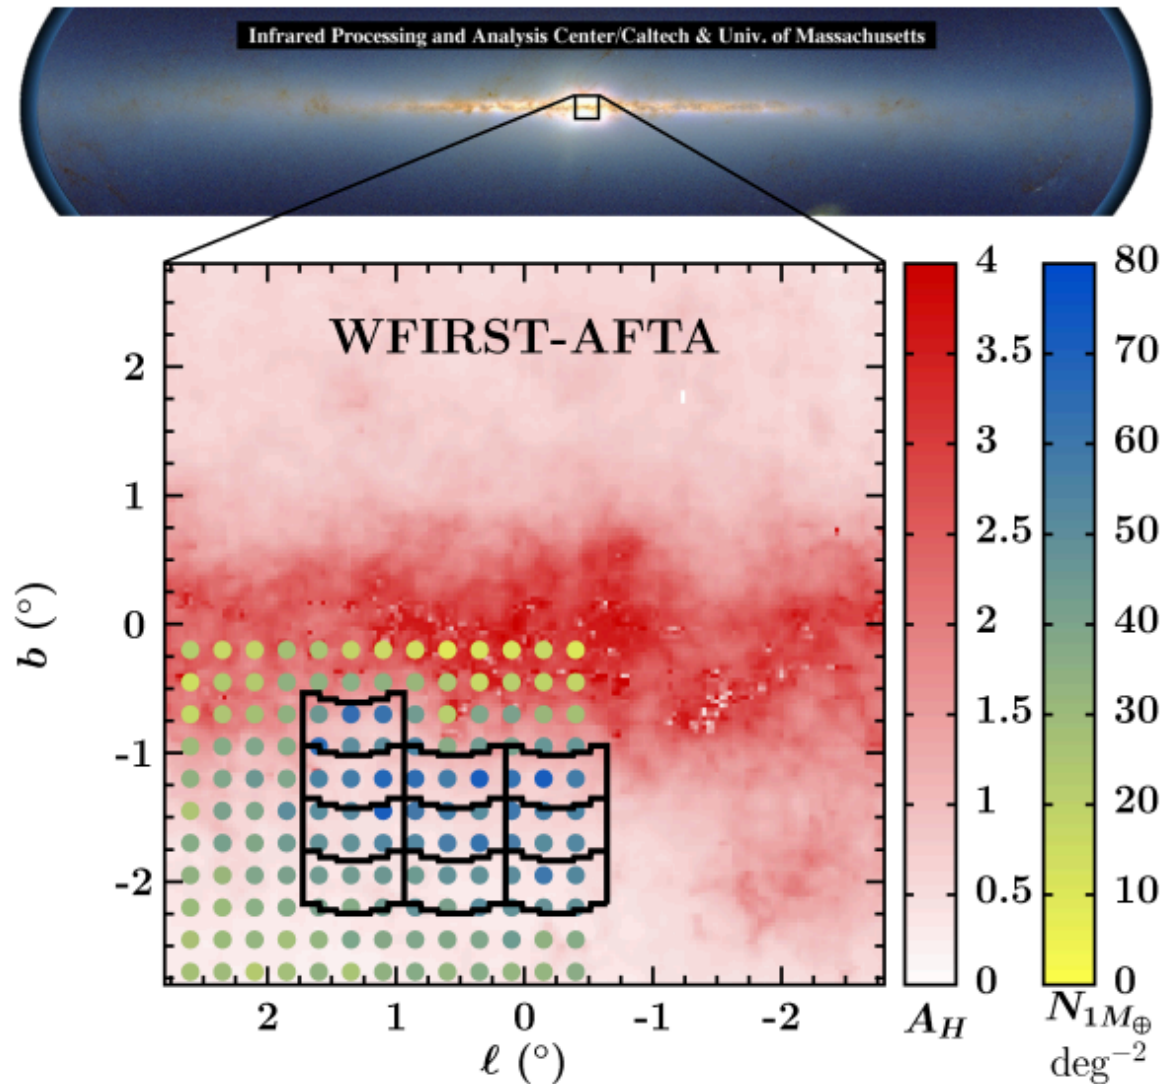 Infrared Processing and Analysis Center/Caltech & Univ. of Massachusetts
WFIRST-AFTA
2
1
0
-1
-2
b (°)
2 1 0 -1 -2
ℓ (°)
4
3.5
3
2.5
2
1.5
1
0.5
0
A_H
80
70
60
50
40
30
20
10
0
N_{1M_⊕}
deg⁻²